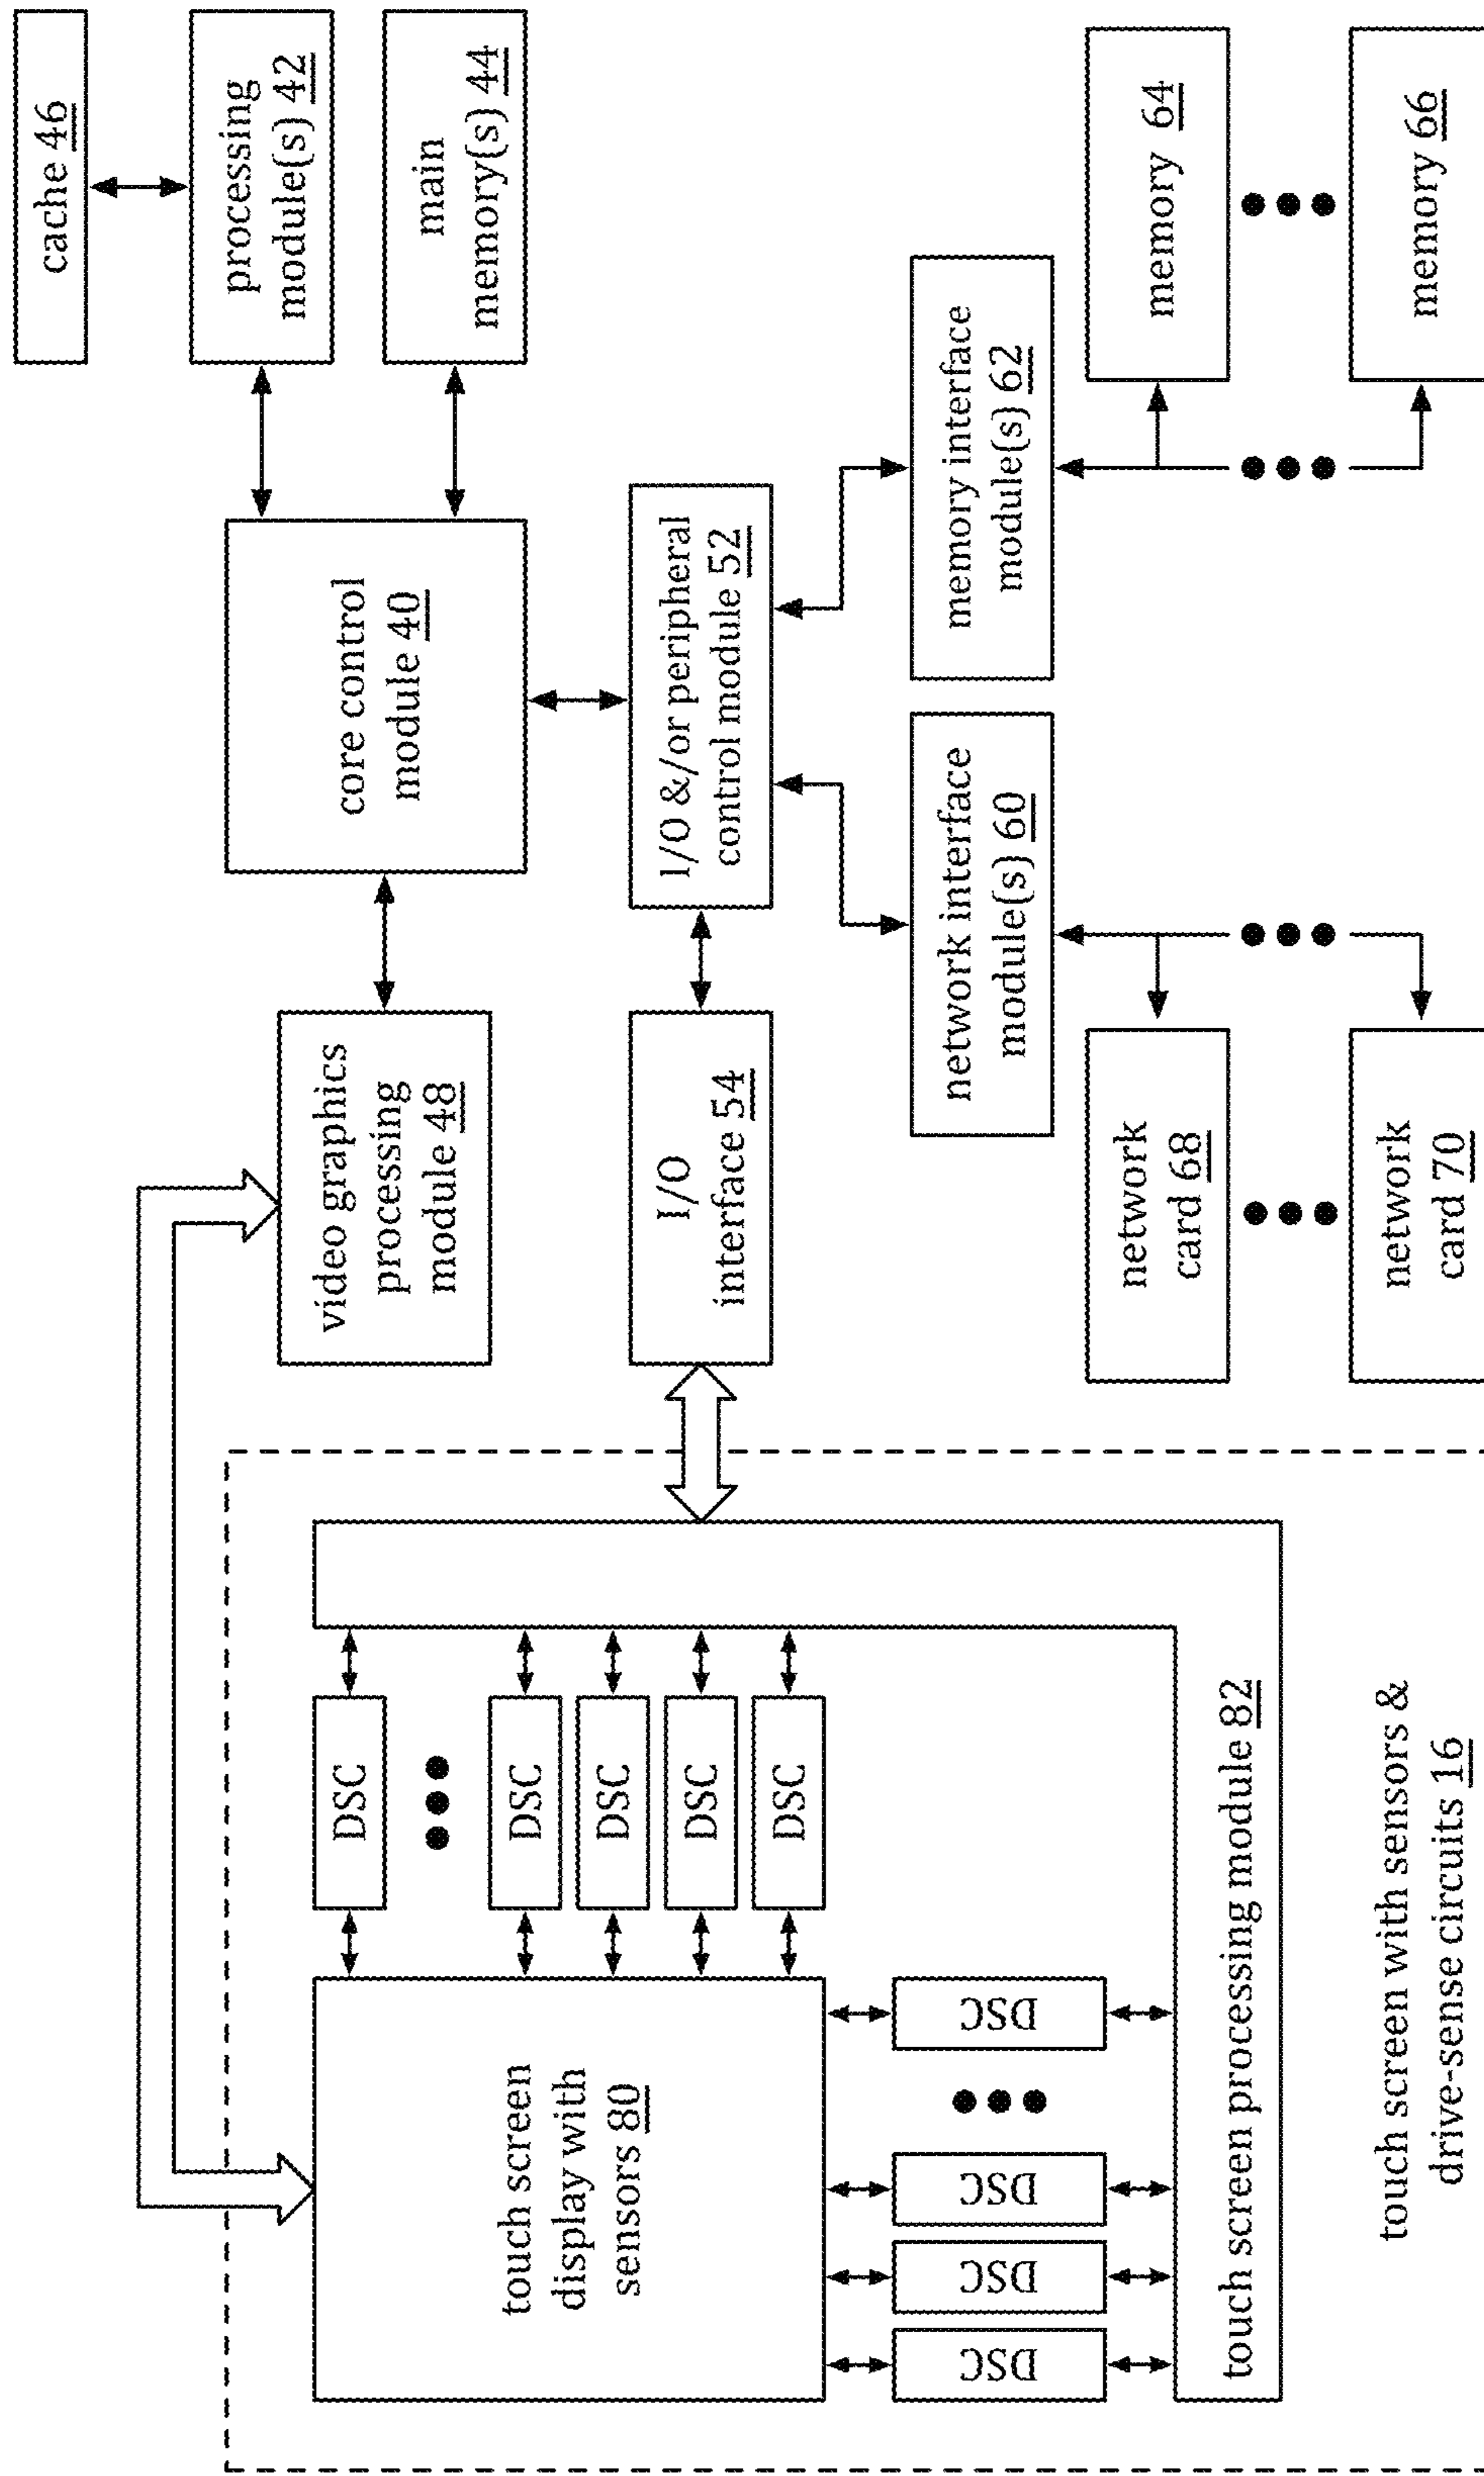 cache 46
processing
module(s) 42
main
memory(s) 44
core control
module 40
video graphics
processing
module 48
I/O &/or peripheral
control module 52
I/O
interface 54
memory interface
module(s) 62
network interface
module(s) 60
memory 64
memory 66
network
card 68
network
card 70
touch screen
display with
sensors 80
DSC
DSC
DSC
DSC
DSC
DSC
DSC
DSC
DSC
touch screen processing module 82
touch screen with sensors &
drive-sense circuits 16